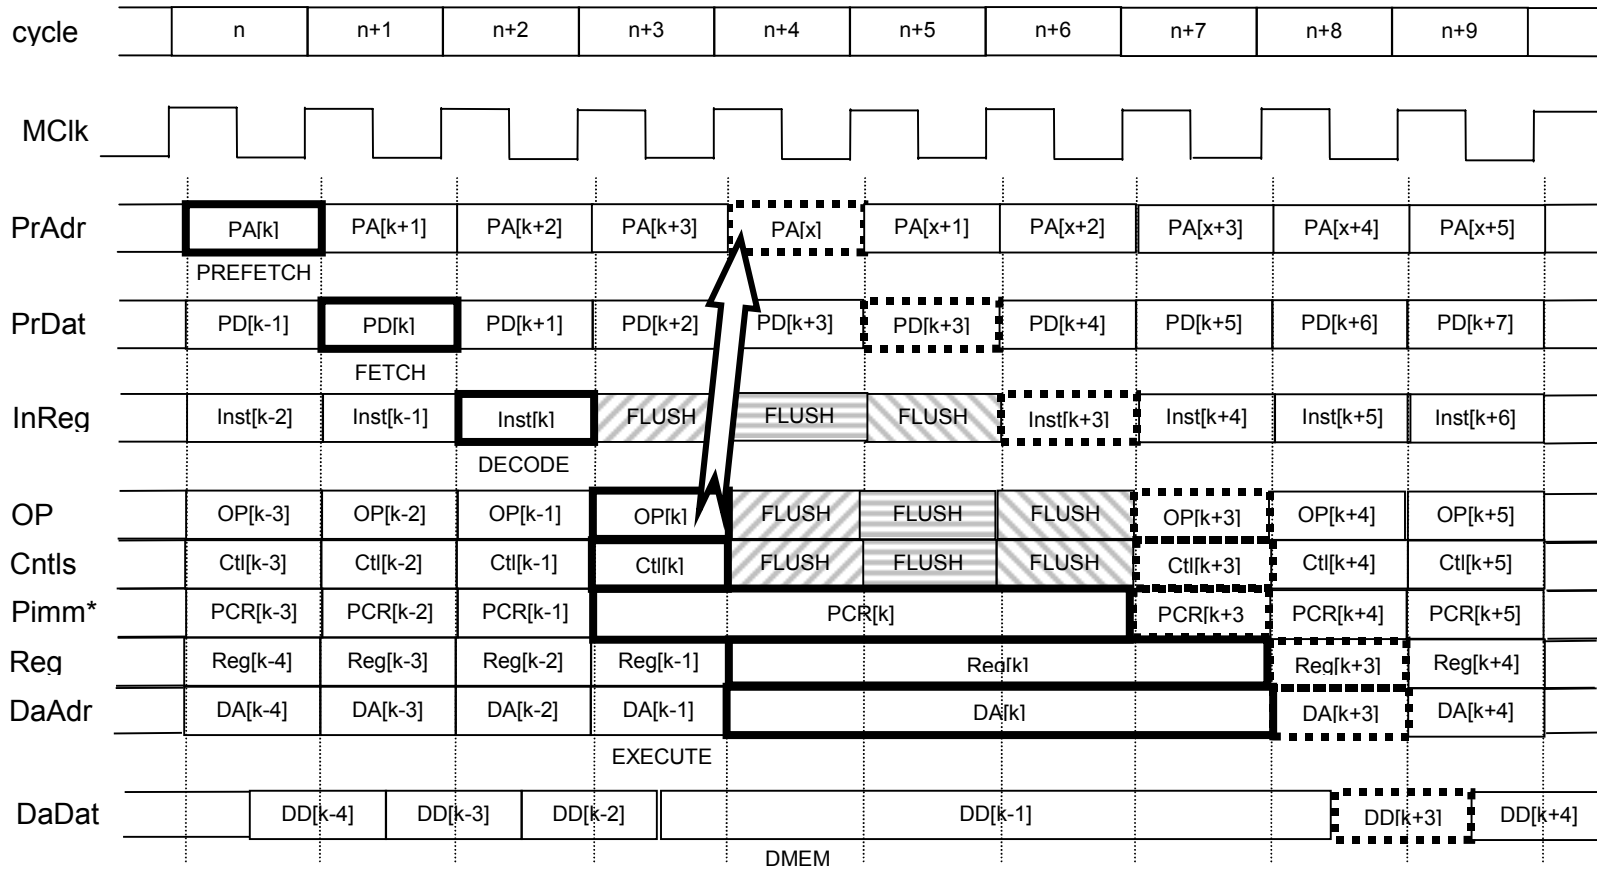 cycle n n+1 n+2 n+3 n+4 n+5 n+6 n+7 n+8 n+9
MClk
PrAdr PA[k] PA[k+1] PA[k+2] PA[k+3] PA[x] PA[x+1] PA[x+2] PA[x+3] PA[x+4] PA[x+5]
PREFETCH
PrDat PD[k-1] PD[k] PD[k+1] PD[k+2] PD[k+3] PD[k+3] PD[k+4] PD[k+5] PD[k+6] PD[k+7]
FETCH
InReg Inst[k-2] Inst[k-1] Inst[k] FLUSH FLUSH FLUSH Inst[k+3] Inst[k+4] Inst[k+5] Inst[k+6]
DECODE
OP OP[k-3] OP[k-2] OP[k-1] OP[k] FLUSH FLUSH FLUSH OP[k+3] OP[k+4] OP[k+5]
Cntls Ctl[k-3] Ctl[k-2] Ctl[k-1] Ctl[k] FLUSH FLUSH FLUSH Ctl[k+3] Ctl[k+4] Ctl[k+5]
Pimm* PCR[k-3] PCR[k-2] PCR[k-1] PCR[k] PCR[k+3 PCR[k+4] PCR[k+5]
Reg Reg[k-4] Reg[k-3] Reg[k-2] Reg[k-1] Reg[k] Reg[k+3] Reg[k+4]
DaAdr DA[k-4] DA[k-3] DA[k-2] DA[k-1] DA[k] DA[k+3] DA[k+4]
EXECUTE
DaDat DD[k-4] DD[k-3] DD[k-2] DD[k-1] DD[k+3] DD[k+4]
DMEM